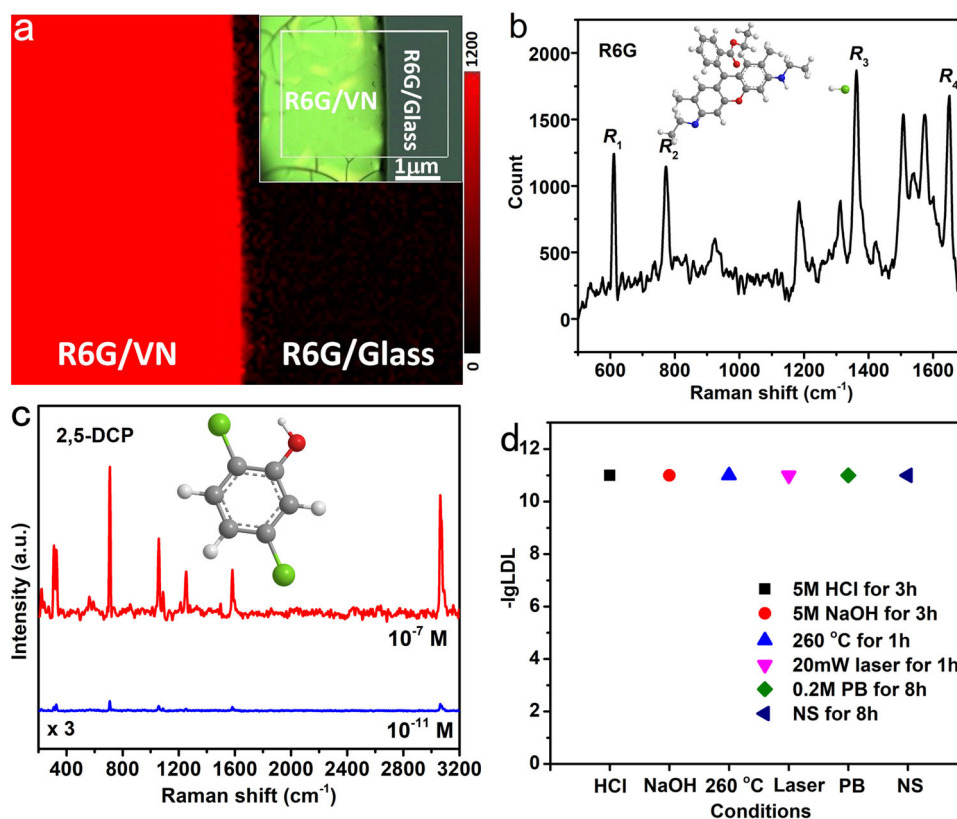 a
R6G/VN
R6G/Glass
1μm
1200
0
R6G/VN
R6G/Glass
b
R6G
R1
R2
R3
R4
2000
1500
1000
500
0
Count
600 800 1000 1200 1400 1600
Raman shift (cm⁻¹)
c
2,5-DCP
10⁻⁷ M
x 3
10⁻¹¹ M
Intensity (a.u.)
400 800 1200 1600 2000 2400 2800 3200
Raman shift (cm⁻¹)
d
12
10
8
6
4
2
0
-lgLDL
5M HCl for 3h
5M NaOH for 3h
260 °C for 1h
20mW laser for 1h
0.2M PB for 8h
NS for 8h
HCl NaOH 260 °C Laser PB NS
Conditions